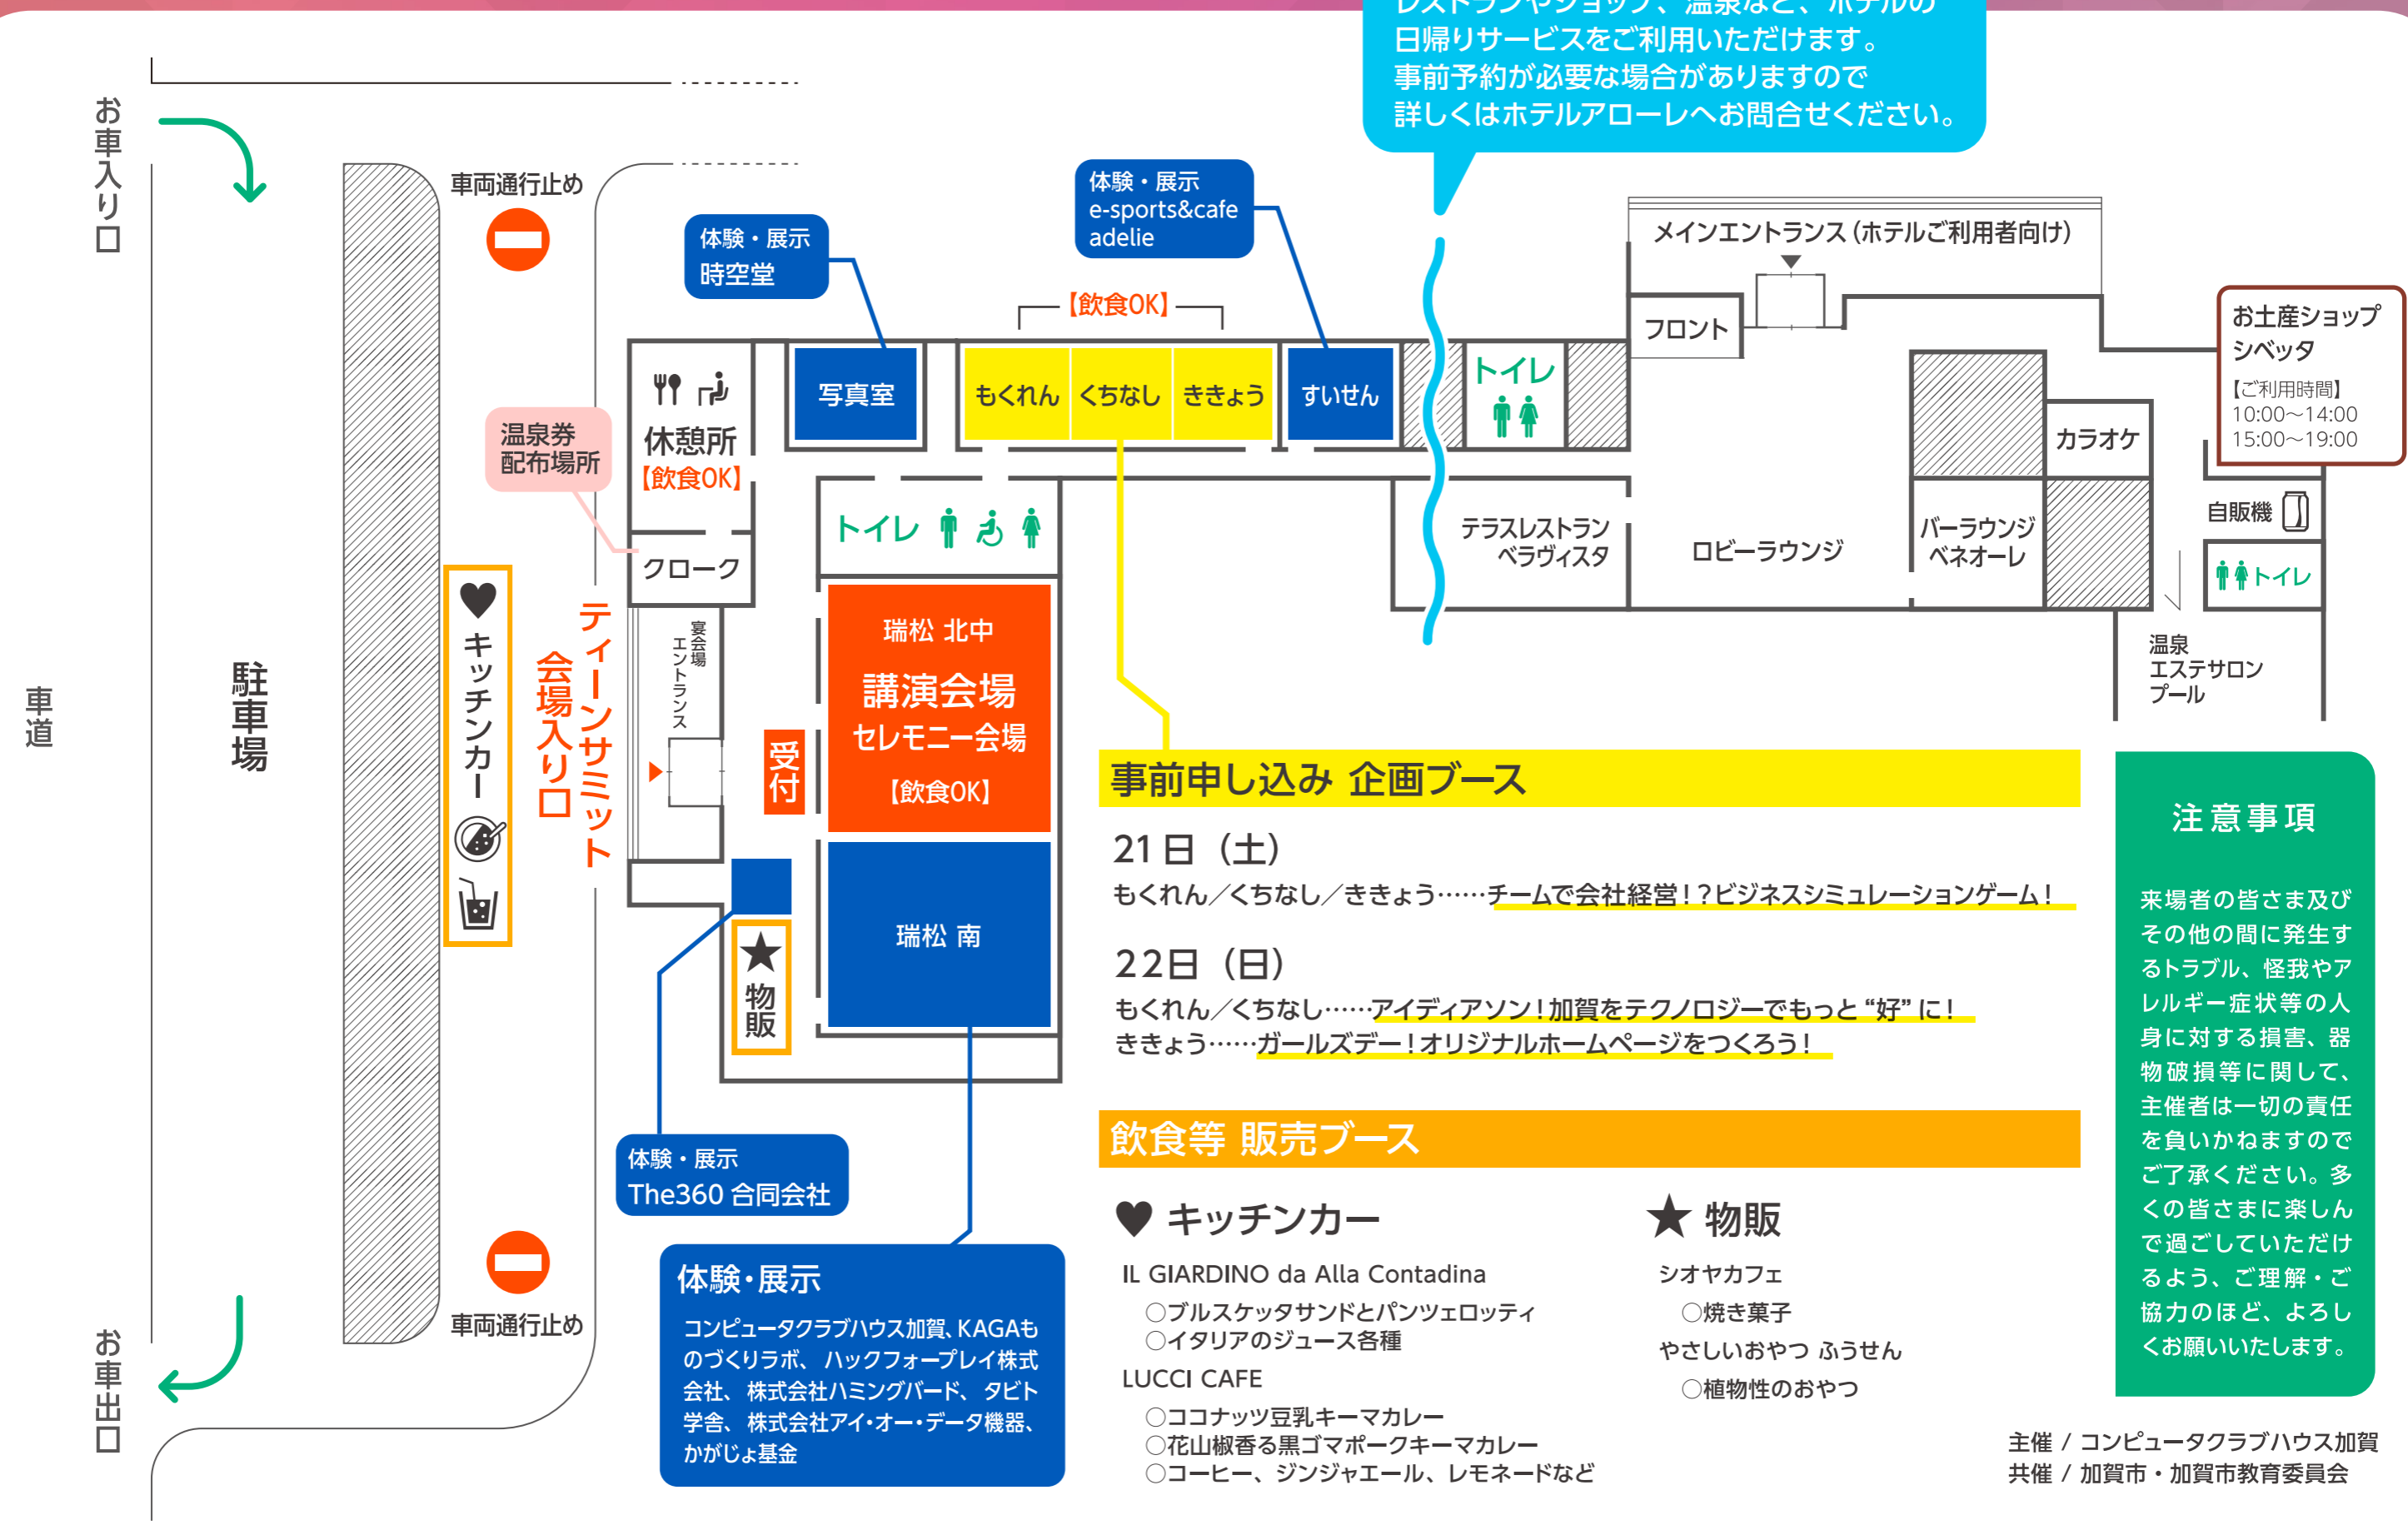 レストランやショップ、温泉など、ホテルの
日帰りサービスをご利用いただけます。
事前予約が必要な場合がありますので
詳しくはホテルアローレへお問合せください。
お車入り口
車両通行止め
体験・展示
時空堂
体験・展示
e-sports&cafe
adelie
【飲食OK】
メインエントランス（ホテルご利用者向け）
フロント
お土産ショップ
シベッタ
【ご利用時間】
10:00〜14:00
15:00〜19:00
休憩所
【飲食OK】
写真室
もくれん
くちなし
ききょう
すいせん
トイレ
カラオケ
温泉券
配布場所
クローク
トイレ
テラスレストラン
ベラヴィスタ
ロビーラウンジ
バーラウンジ
ベネオーレ
自販機
トイレ
温泉
エステサロン
プール
車道
駐車場
キッチンカー
ティーンサミット
会場入り口
宴会場
エントランス
受付
瑞松 北中
講演会場
セレモニー会場
【飲食OK】
瑞松 南
物販
体験・展示
The360 合同会社
体験・展示
コンピュータクラブハウス加賀、KAGAも
のづくりラボ、ハックフォープレイ株式
会社、株式会社ハミングバード、タビト
学舎、株式会社アイ・オー・データ機器、
かがじょ基金
車両通行止め
お車出口
事前申し込み 企画ブース
21日（土）
もくれん／くちなし／ききょう……チームで会社経営!？ビジネスシミュレーションゲーム！
22日（日）
もくれん／くちなし……アイディアソン！加賀をテクノロジーでもっと“好”に！
ききょう……ガールズデー！オリジナルホームページをつくろう！
飲食等 販売ブース
♥ キッチンカー
IL GIARDINO da Alla Contadina
○ブルスケッタサンドとパンツェロッティ
○イタリアのジュース各種
LUCCI CAFE
○ココナッツ豆乳キーマカレー
○花山椒香る黒ゴマポークキーマカレー
○コーヒー、ジンジャエール、レモネードなど
★ 物販
シオヤカフェ
○焼き菓子
やさしいおやつ ふうせん
○植物性のおやつ
注意事項
来場者の皆さま及び
その他の間に発生す
るトラブル、怪我やア
レルギー症状等の人
身に対する損害、器
物破損等に関して、
主催者は一切の責任
を負いかねますので
ご了承ください。多
くの皆さまに楽しん
で過ごしていただけ
るよう、ご理解・ご
協力のほど、よろし
くお願いいたします。
主催 / コンピュータクラブハウス加賀
共催 / 加賀市・加賀市教育委員会